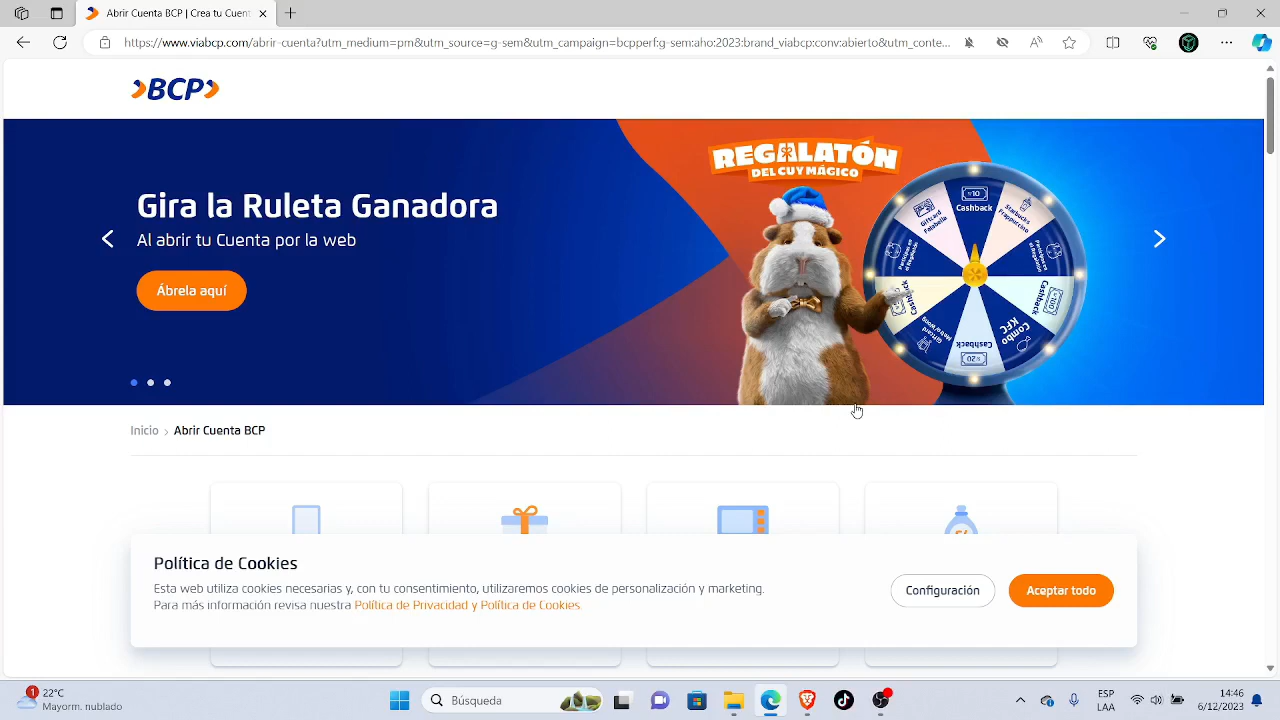 Abrir Cuenta BCP | Crea tu Cuent
https://www.viabcp.com/abrir-cuenta?utm_medium=pm&utm_source=g-sem&utm_campaign=bcpperf:g-sem:aho:2023:brand_viabcp:conv:abierto&utm_conte...
BCP
REGALATÓN
DEL CUY MÁGICO
Gira la Ruleta Ganadora
Al abrir tu Cuenta por la web
Ábrela aquí
Cashback
Starbucks
Frappuccino
Cashback
Combo
KFC
Cashback
Inicio > Abrir Cuenta BCP
Política de Cookies
Esta web utiliza cookies necesarias y, con tu consentimiento, utilizaremos cookies de personalización y marketing.
Para más información revisa nuestra Política de Privacidad y Política de Cookies.
Configuración
Aceptar todo
1
22°C
Mayorm. nublado
Búsqueda
ESP
LAA
14:46
6/12/2023